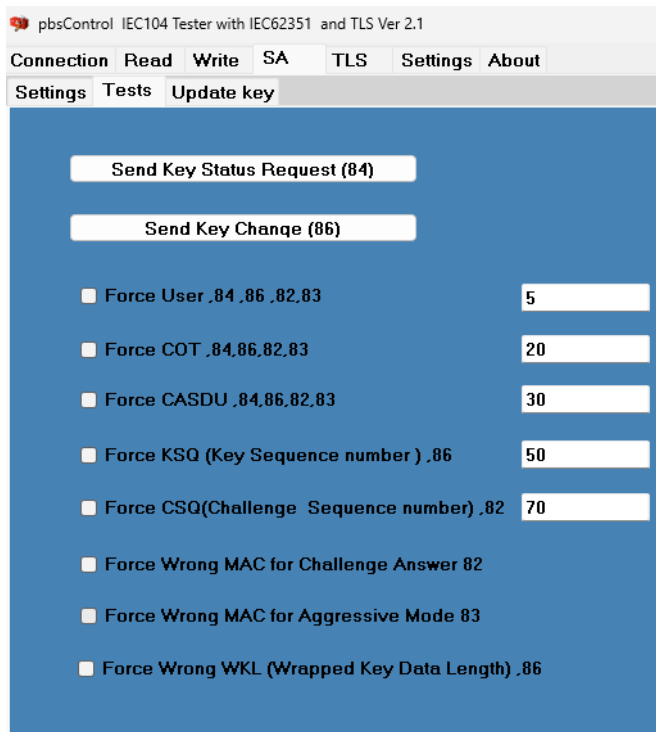 pbsControl IEC104 Tester with IEC62351 and TLS Ver 2.1
Connection Read Write SA TLS Settings About
Settings Tests Update key
Send Key Status Request (84)
Send Key Change (86)
Force User ,84 ,86 ,82,83 5
Force COT ,84,86,82,83 20
Force CASDU ,84,86,82,83 30
Force KSQ (Key Sequence number ) ,86 50
Force CSQ(Challenge Sequence number) ,82 70
Force Wrong MAC for Challenge Answer 82
Force Wrong MAC for Aggressive Mode 83
Force Wrong WKL (Wrapped Key Data Length) ,86